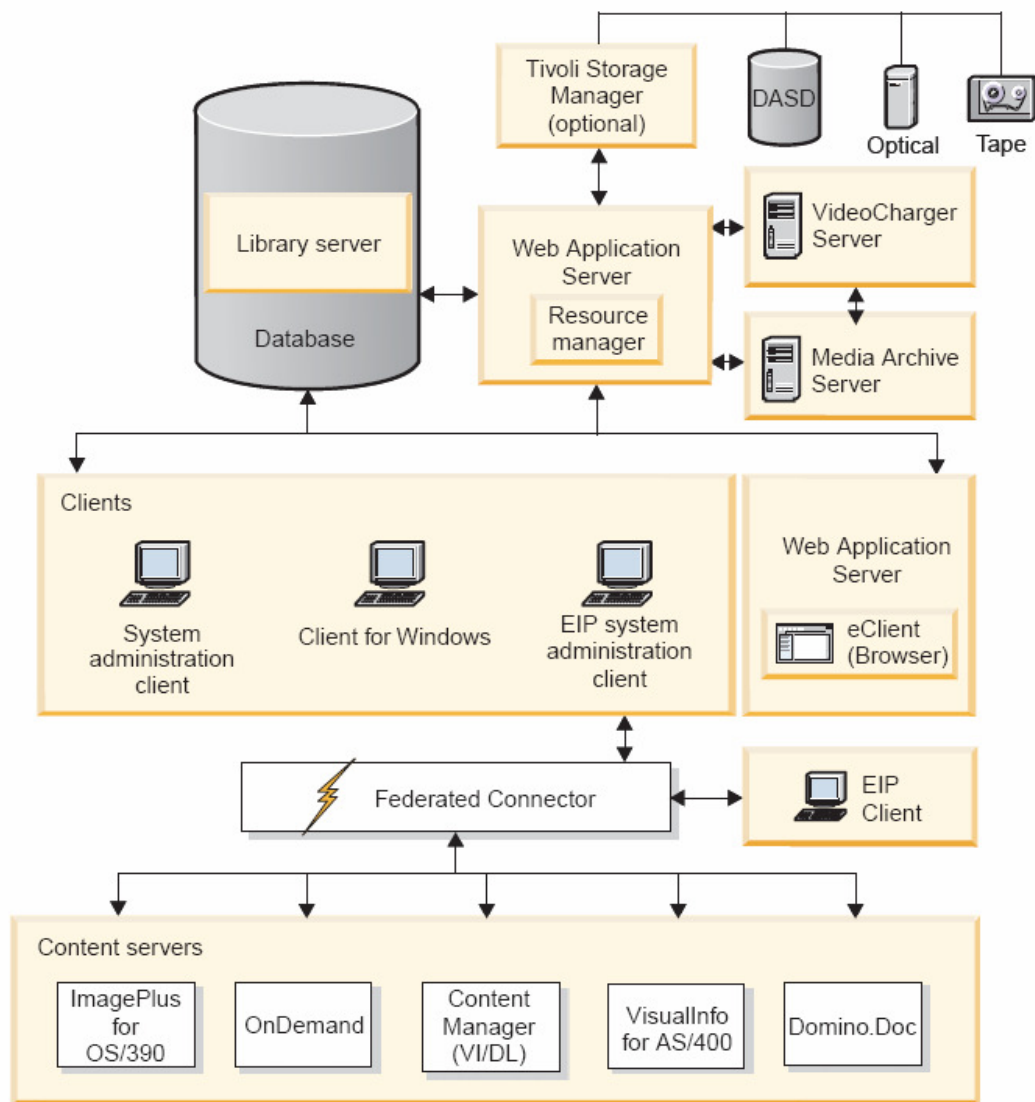 Tivoli Storage
Manager
(optional)
DASD
Optical
Tape
Library server
Database
Web Application
Server
Resource
manager
VideoCharger
Server
Media Archive
Server
Clients
System
administration
client
Client for Windows
EIP system
administration
client
Web Application
Server
eClient
(Browser)
Federated Connector
EIP
Client
Content servers
ImagePlus
for
OS/390
OnDemand
Content
Manager
(VI/DL)
VisualInfo
for AS/400
Domino.Doc